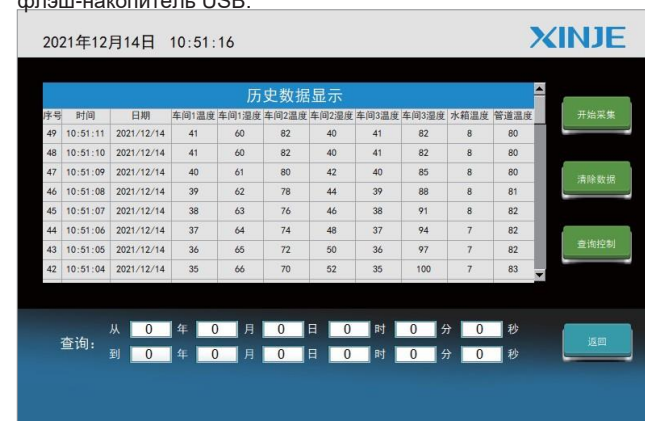 флэш-накопитель USB.
2021年12月14日 10:51:16
XINJE
历史数据显示
序号 时间 日期 车间1温度 车间1湿度 车间2温度 车间2湿度 车间3温度 车间3湿度 水箱温度 管道温度
49 10:51:11 2021/12/14 41 60 82 40 41 82 8 80
48 10:51:10 2021/12/14 41 60 82 40 41 82 8 80
47 10:51:09 2021/12/14 40 61 80 42 40 85 8 80
46 10:51:08 2021/12/14 39 62 78 44 39 88 8 81
45 10:51:07 2021/12/14 38 63 76 46 38 91 8 82
44 10:51:06 2021/12/14 37 64 74 48 37 94 7 82
43 10:51:05 2021/12/14 36 65 72 50 36 97 7 82
42 10:51:04 2021/12/14 35 66 70 52 35 100 7 83
开始采集
清除数据
查询控制
查询:
从 0 年 0 月 0 日 0 时 0 分 0 秒
到 0 年 0 月 0 日 0 时 0 分 0 秒
返回